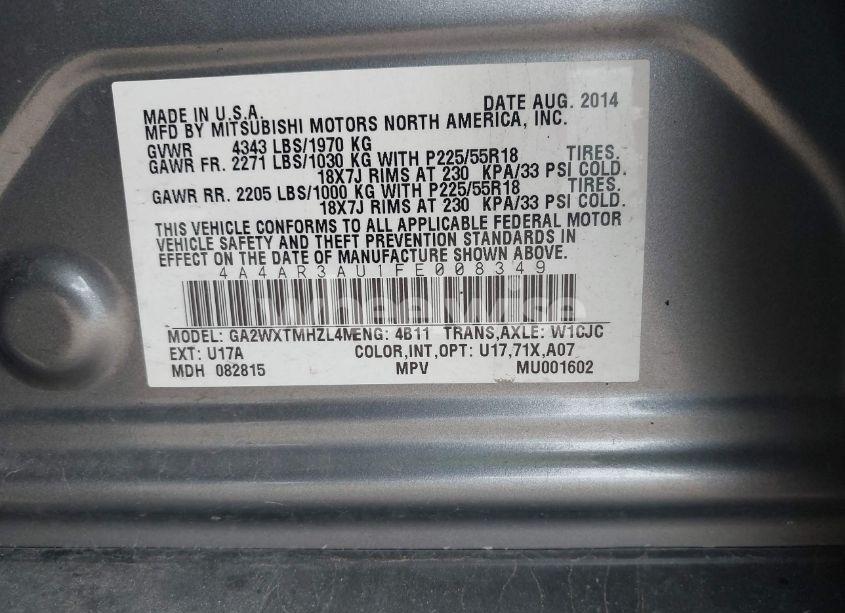 MADE IN U.S.A. DATE AUG. 2014
MFD BY MITSUBISHI MOTORS NORTH AMERICA, INC.
GVWR 4343 LBS/1970 KG
GAWR FR. 2271 LBS/1030 KG WITH P225/55R18 TIRES.
18X7J RIMS AT 230 KPA/33 PSI COLD.
GAWR RR. 2205 LBS/1000 KG WITH P225/55R18 TIRES.
18X7J RIMS AT 230 KPA/33 PSI COLD.
THIS VEHICLE CONFORMS TO ALL APPLICABLE FEDERAL MOTOR
VEHICLE SAFETY AND THEFT PREVENTION STANDARDS IN
EFFECT ON THE DATE OF MANUFACTURE SHOWN ABOVE.
4A4AR3AU1FE008349
MODEL: GA2WXTMHZL4MENG: 4B11 TRANS,AXLE: W1CJC
EXT: U17A COLOR,INT,OPT: U17,71X,A07
MDH 082815 MPV MU001602